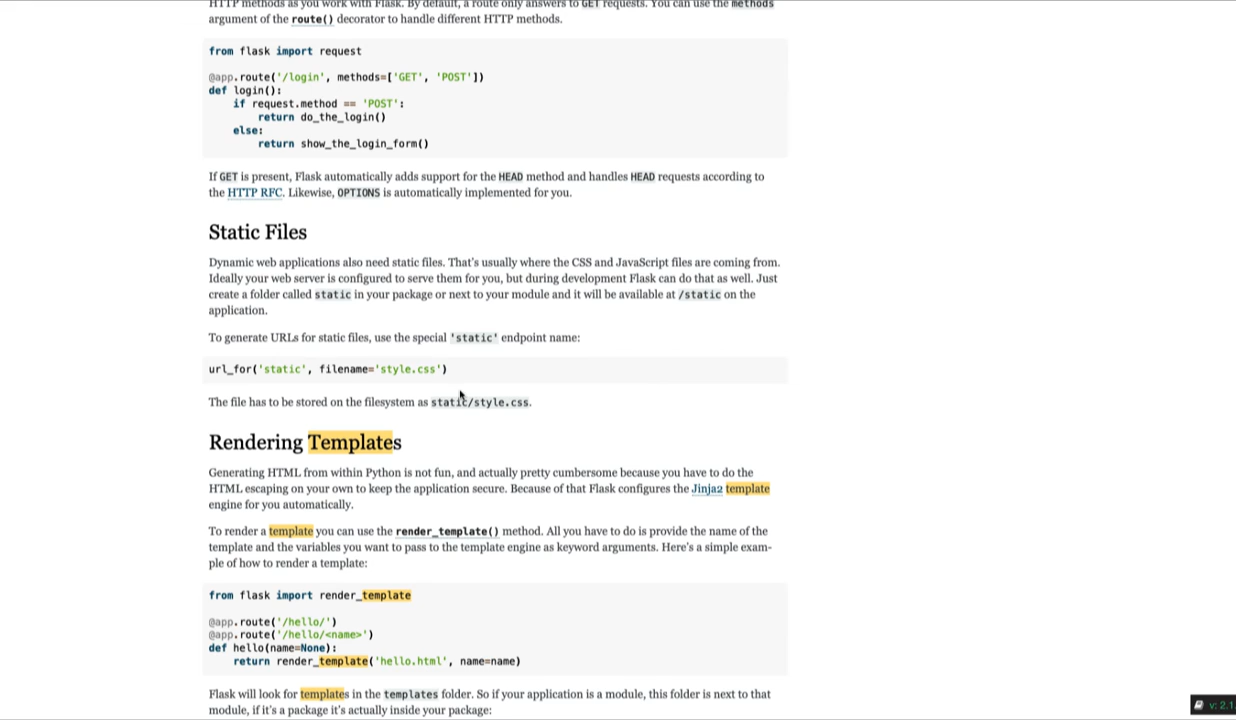 HTTP methods as you work with Flask. By default, a route only answers to GET requests. You can use the methods
argument of the route() decorator to handle different HTTP methods.
from flask import request
@app.route('/login', methods=['GET', 'POST'])
def login():
    if request.method == 'POST':
        return do_the_login()
    else:
        return show_the_login_form()
If GET is present, Flask automatically adds support for the HEAD method and handles HEAD requests according to
the HTTP RFC. Likewise, OPTIONS is automatically implemented for you.
Static Files
Dynamic web applications also need static files. That's usually where the CSS and JavaScript files are coming from.
Ideally your web server is configured to serve them for you, but during development Flask can do that as well. Just
create a folder called static in your package or next to your module and it will be available at /static on the
application.
To generate URLs for static files, use the special 'static' endpoint name:
url_for('static', filename='style.css')
The file has to be stored on the filesystem as static/style.css.
Rendering Templates
Generating HTML from within Python is not fun, and actually pretty cumbersome because you have to do the
HTML escaping on your own to keep the application secure. Because of that Flask configures the Jinja2 template
engine for you automatically.
To render a template you can use the render_template() method. All you have to do is provide the name of the
template and the variables you want to pass to the template engine as keyword arguments. Here's a simple exam-
ple of how to render a template:
from flask import render_template
@app.route('/hello/')
@app.route('/hello/<name>')
def hello(name=None):
    return render_template('hello.html', name=name)
Flask will look for templates in the templates folder. So if your application is a module, this folder is next to that
module, if it's a package it's actually inside your package:
v: 2.1